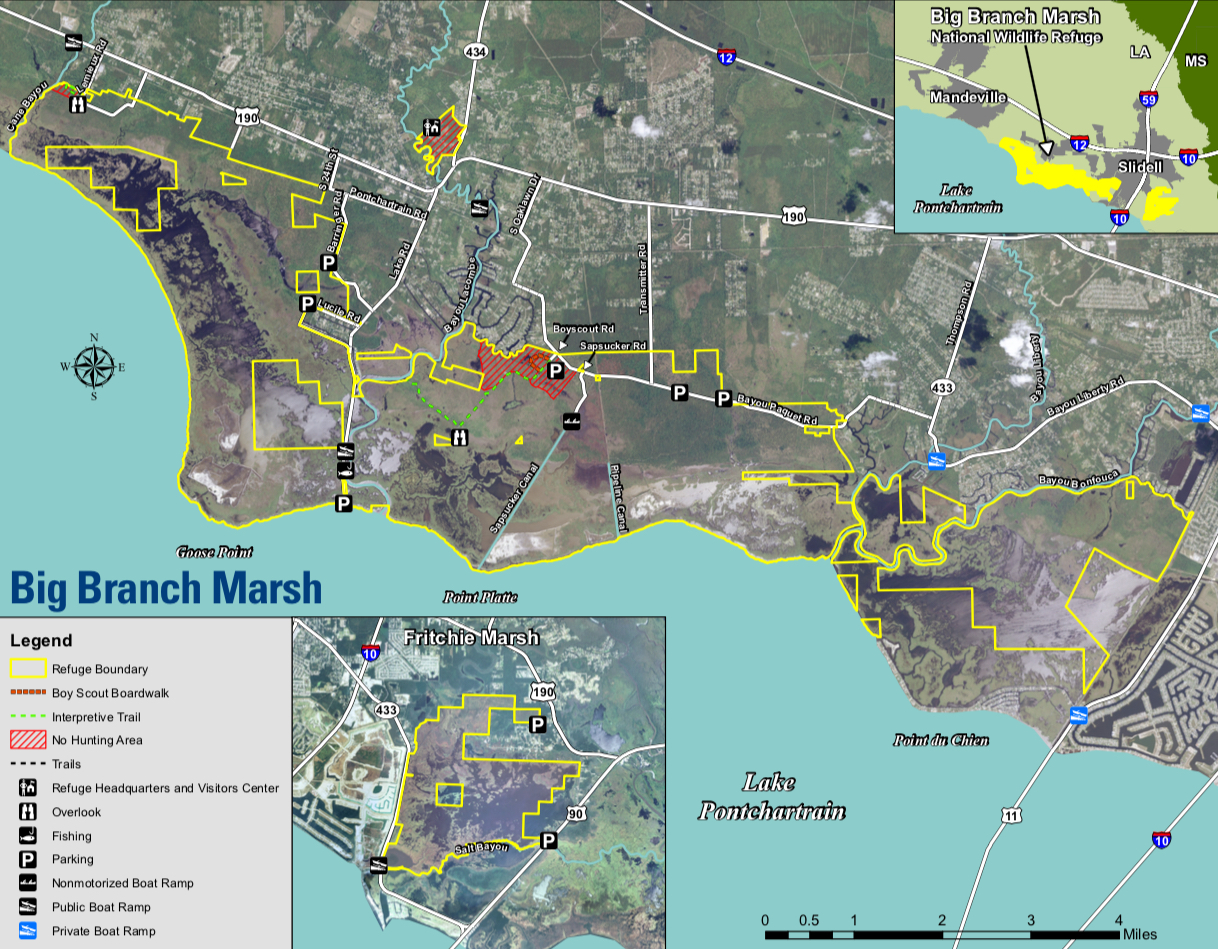 Big Branch Marsh
National Wildlife Refuge
LA
MS
59
Mandeville
12
10
Slidell
Lake
Pontchartrain
10
434
12
Lemieux Rd
Cane Bayou
190
S 24th St
Pontchartrain Rd
Barringer Rd
S Oaklawn Dr
190
Lake Rd
Bayou Lacombe
Transmitter Rd
P
Lucile Rd
P
Boyscout Rd
Sapsucker Rd
Thompson Rd
Bayou Liberty
N
W
E
S
P
433
Bayou Liberty Rd
P
P
Bayou Paquet Rd
Sapsucker Canal
Pipeline Canal
Bayou Bonfouca
P
Goose Point
Big Branch Marsh
Point Platte
Legend
Refuge Boundary
Boy Scout Boardwalk
Interpretive Trail
No Hunting Area
Trails
Refuge Headquarters and Visitors Center
Overlook
Fishing
P
Parking
Nonmotorized Boat Ramp
Public Boat Ramp
Private Boat Ramp
Fritchie Marsh
10
190
433
P
90
Salt Bayou
P
Point du Chien
Lake
Pontchartrain
11
10
0 0.5 1 2 3 4
Miles